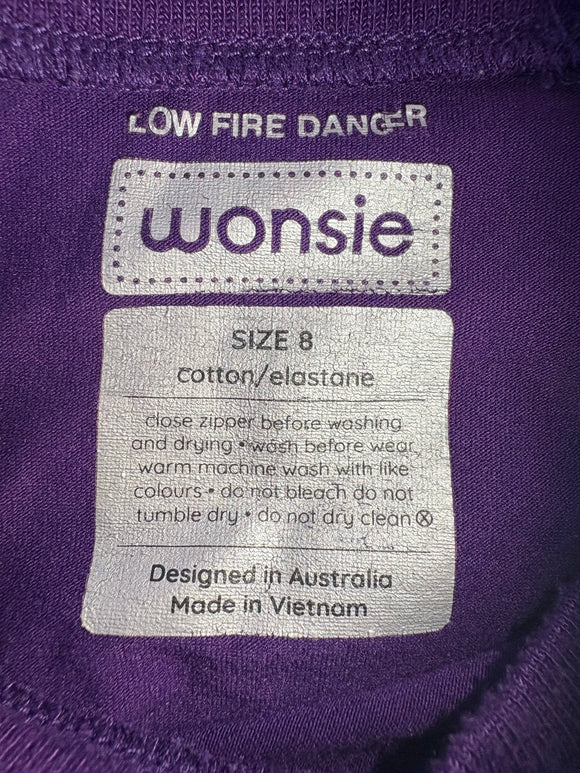 LOW FIRE DANGER
wonsie
SIZE 8
cotton/elastane
close zipper before washing
and drying • wash before wear
warm machine wash with like
colours • do not bleach do not
tumble dry • do not dry clean ⓧ
Designed in Australia
Made in Vietnam